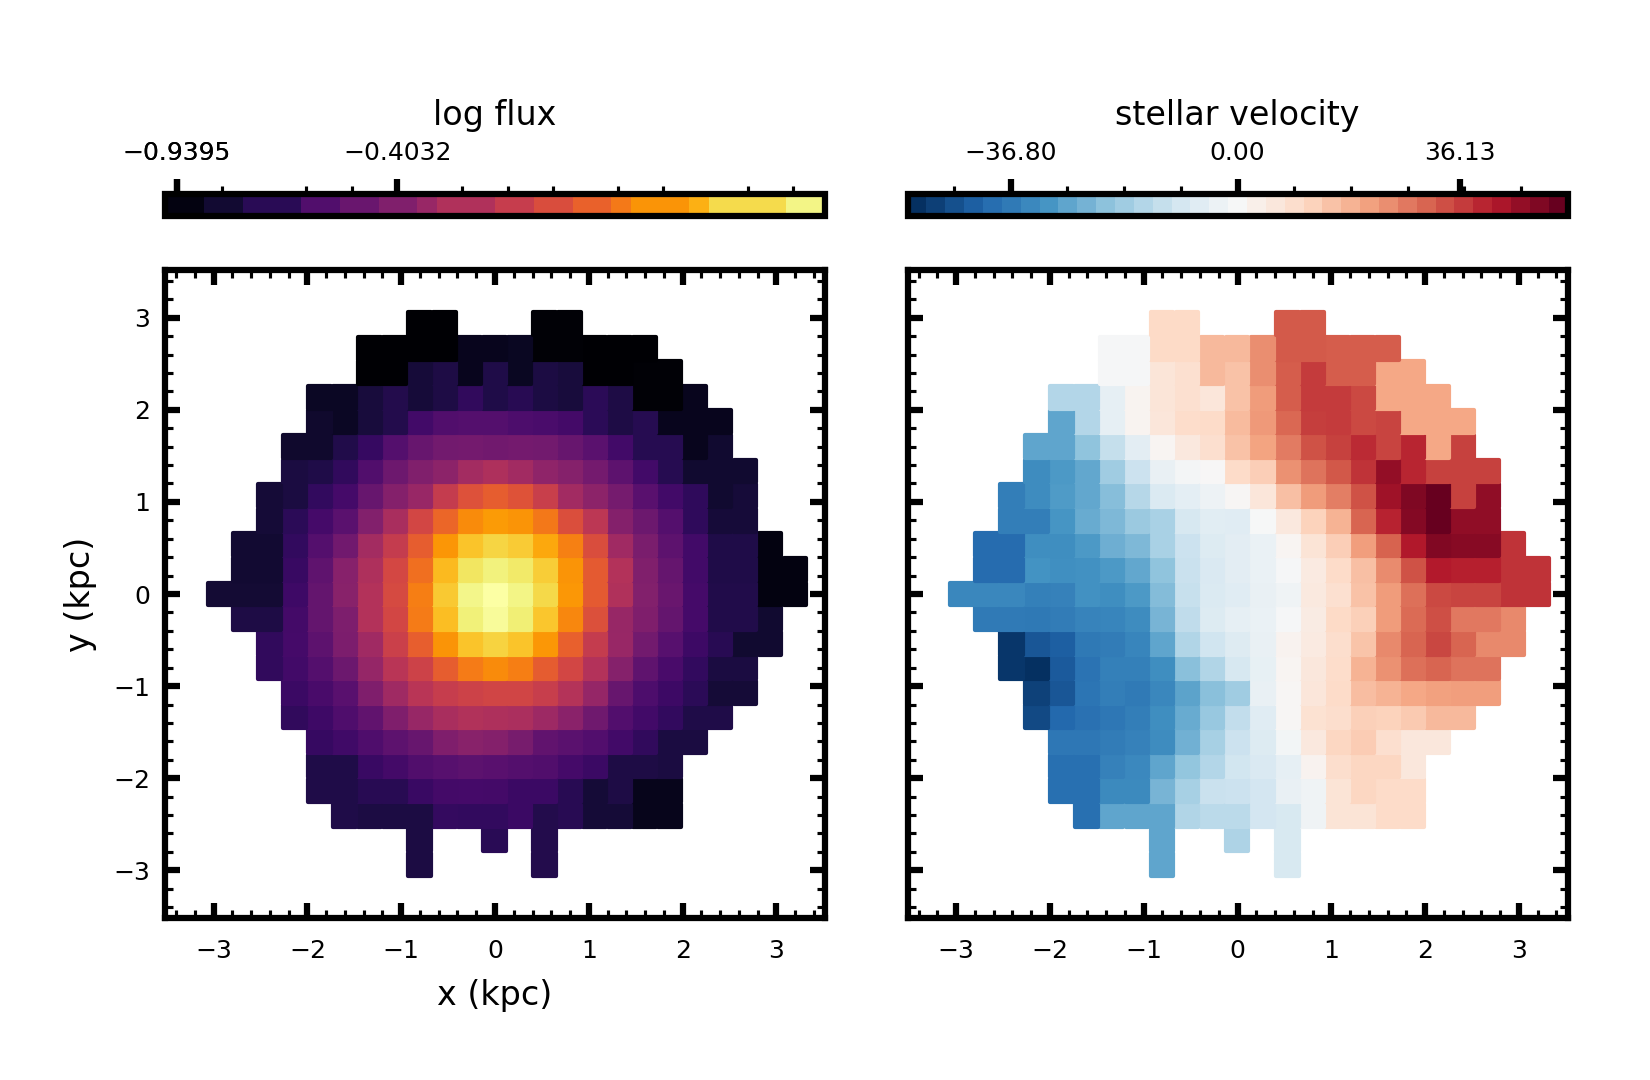 log flux
stellar velocity
−0.9395 −0.4032
−36.80 0.00 36.13
3
2
1
0
−1
−2
−3
y (kpc)
−3 −2 −1 0 1 2 3
−3 −2 −1 0 1 2 3
x (kpc)